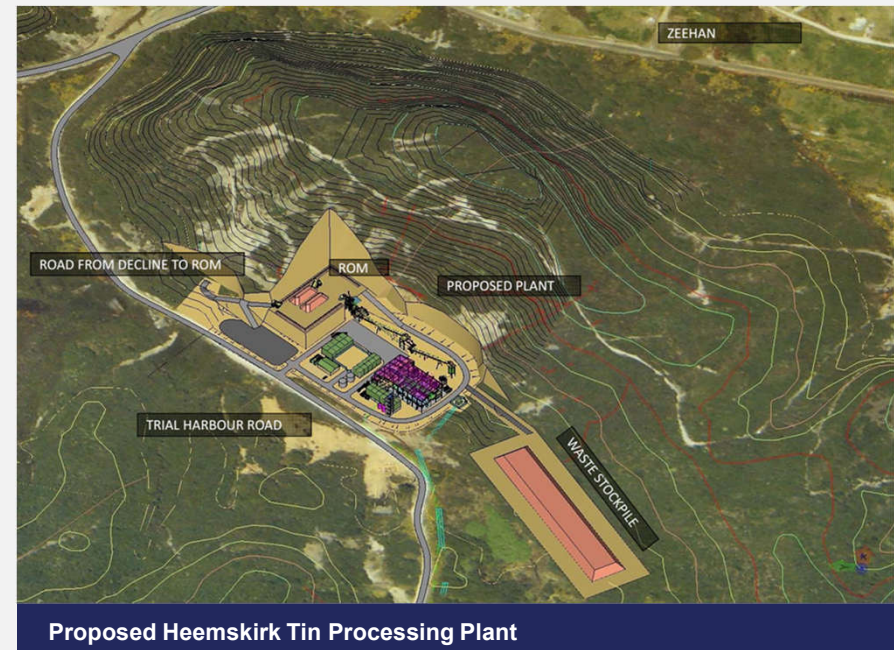 ZEEHAN
ROAD FROM DECLINE TO ROM
ROM
PROPOSED PLANT
TRIAL HARBOUR ROAD
WASTE STOCKPILE
Proposed Heemskirk Tin Processing Plant